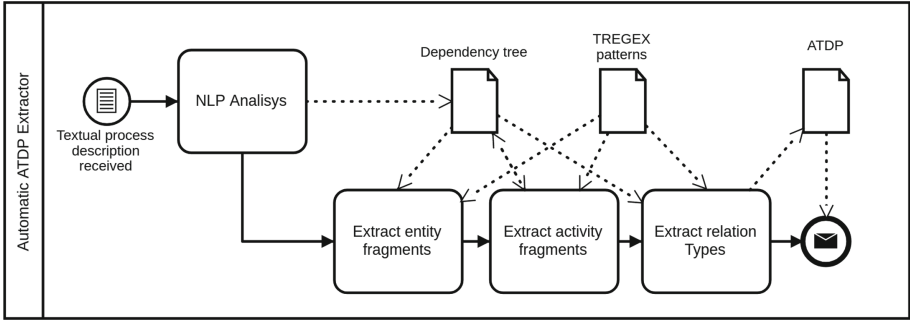 Automatic ATDP Extractor
Textual process
description
received
NLP Analisys
Dependency tree
TREGEX
patterns
ATDP
Extract entity
fragments
Extract activity
fragments
Extract relation
Types